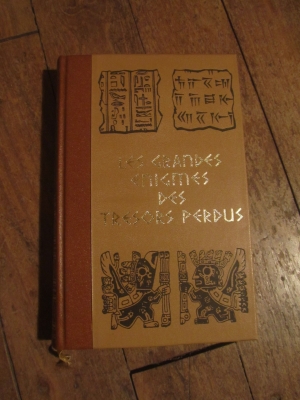 LES GRANDES
ENIGMES
DES
TRESORS PERDUS